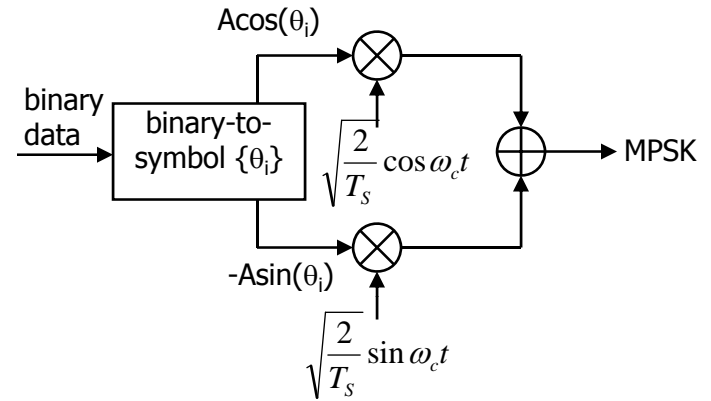 Acos(θi)
binary
data
binary-to-
symbol {θi}
√(2/TS) cos ωct
MPSK
-Asin(θi)
√(2/TS) sin ωct